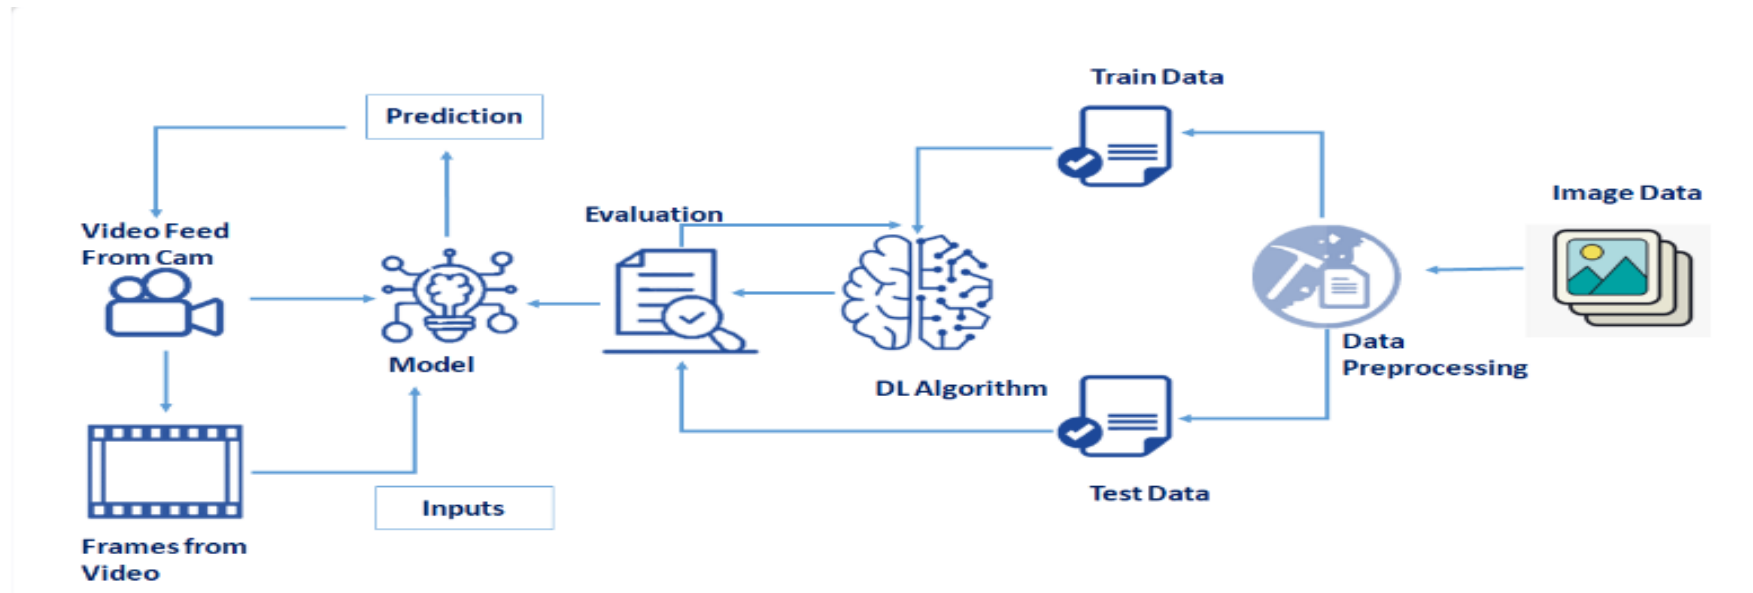 Train Data
Prediction
Image Data
Evaluation
Video Feed
From Cam
Data
Preprocessing
Model
DL Algorithm
Test Data
Inputs
Frames from
Video